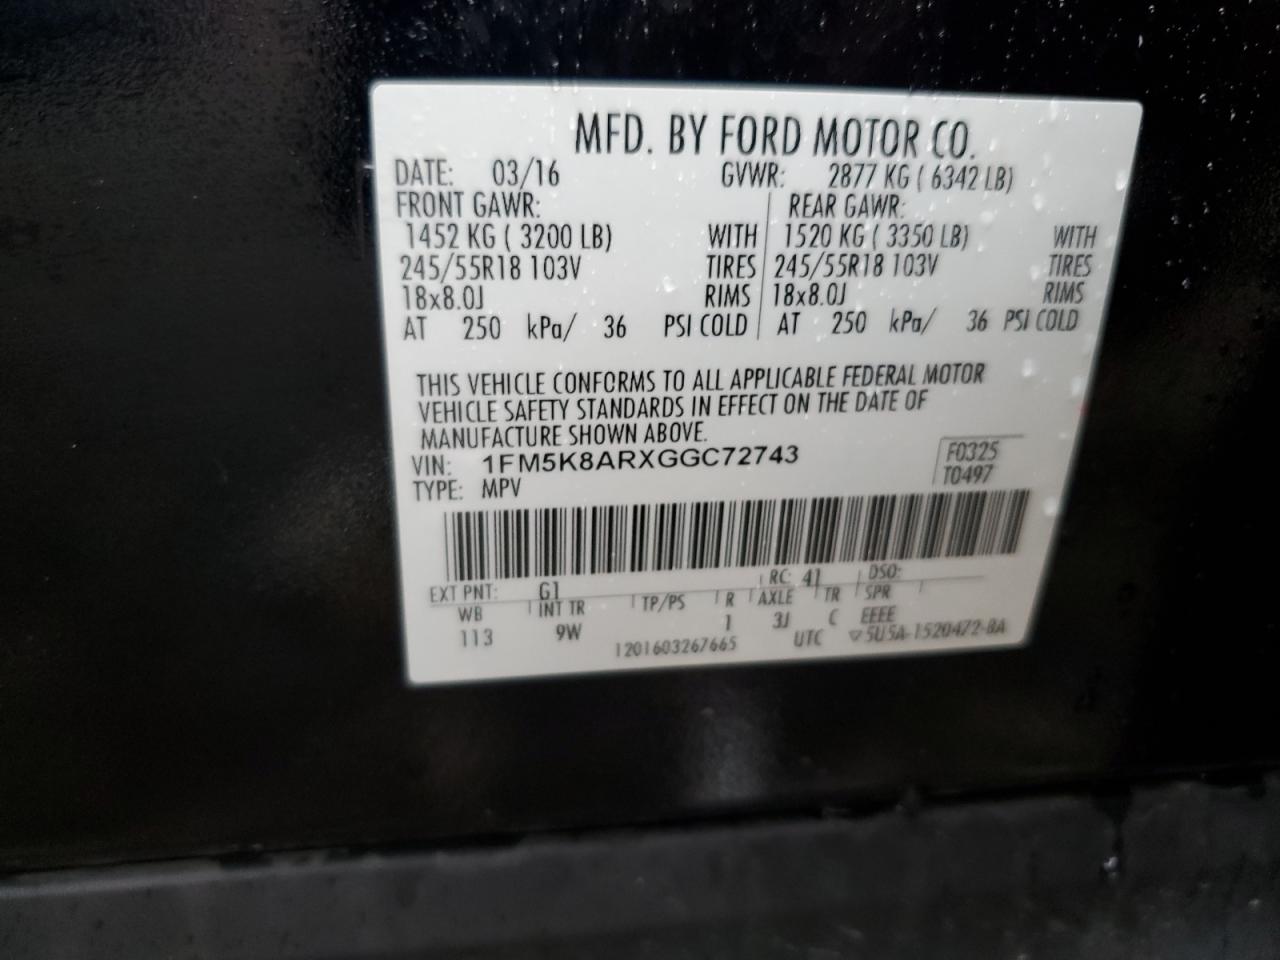 MFD. BY FORD MOTOR CO.
DATE: 03/16 GVWR: 2877 KG ( 6342 LB)
FRONT GAWR: REAR GAWR:
1452 KG ( 3200 LB) WITH 1520 KG ( 3350 LB) WITH
245/55R18 103V TIRES 245/55R18 103V TIRES
18x8.0J RIMS 18x8.0J RIMS
AT 250 kPa/ 36 PSI COLD AT 250 kPa/ 36 PSI COLD
THIS VEHICLE CONFORMS TO ALL APPLICABLE FEDERAL MOTOR
VEHICLE SAFETY STANDARDS IN EFFECT ON THE DATE OF
MANUFACTURE SHOWN ABOVE.
VIN: 1FM5K8ARXGGC72743 F0325
TYPE: MPV T0497
EXT PNT: G1 RC: 41 DSO:
WB INT TR TP/PS R AXLE TR SPR
113 9W 1 3J C EEEE
1201603267665 UTC ▽5U5A-1520472-BA